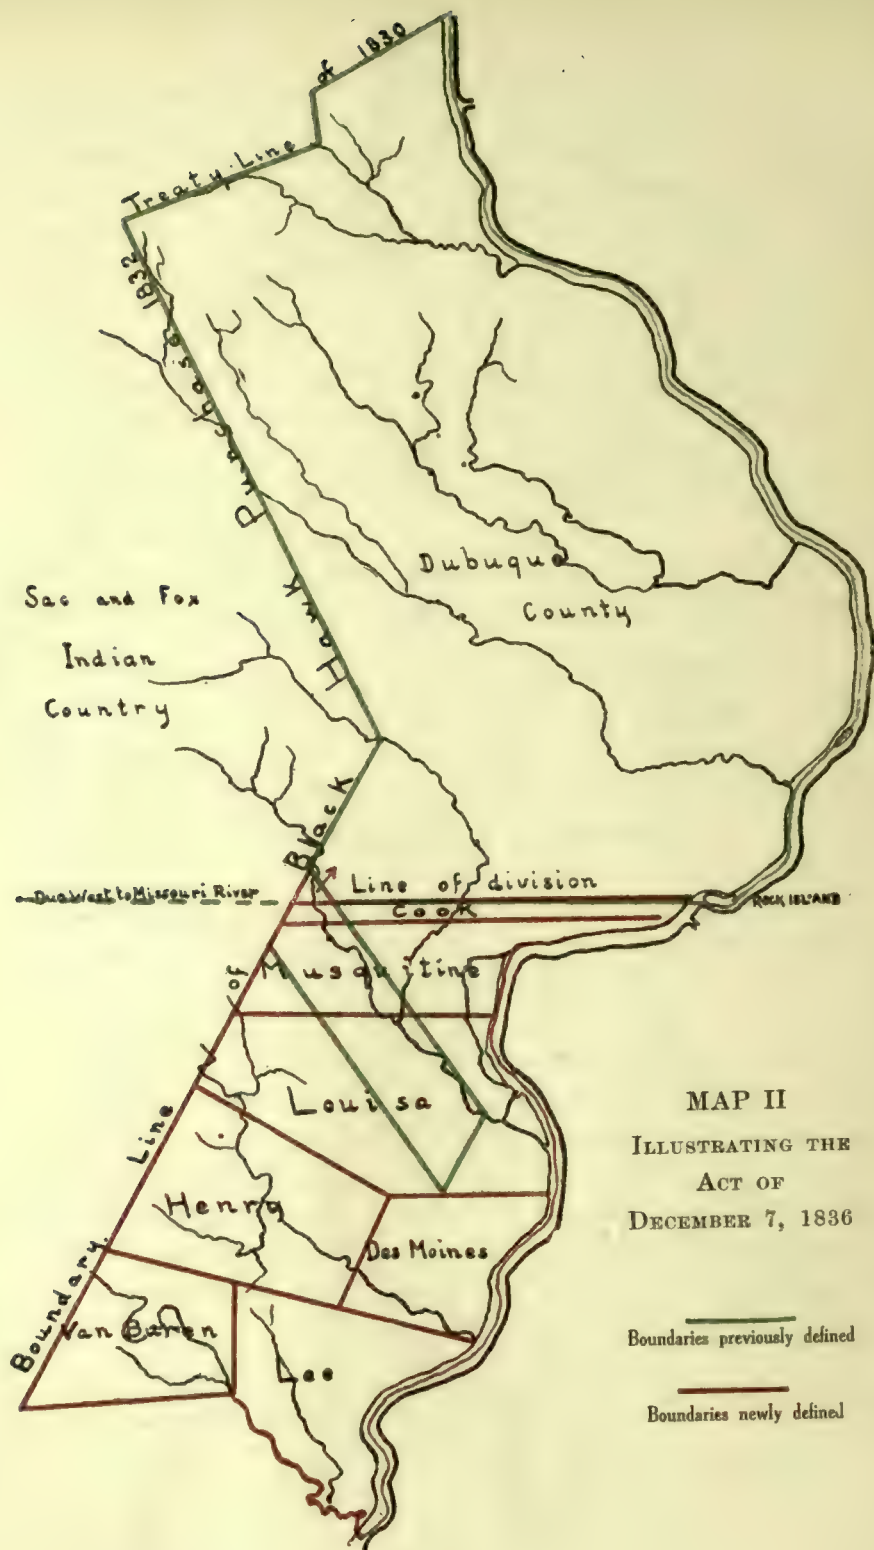 Treaty Line of 1830
Boundary Line of Black Hawk Purchase 1832
Dubuque
County
Sac and Fox
Indian
Country
Line of division
Due West to Missouri River
ROCK ISLAND
Cook
Musquitine
Louisa
Henry
Des Moines
Van Buren
Lee
MAP II
ILLUSTRATING THE
ACT OF
DECEMBER 7, 1836
Boundaries previously defined
Boundaries newly defined